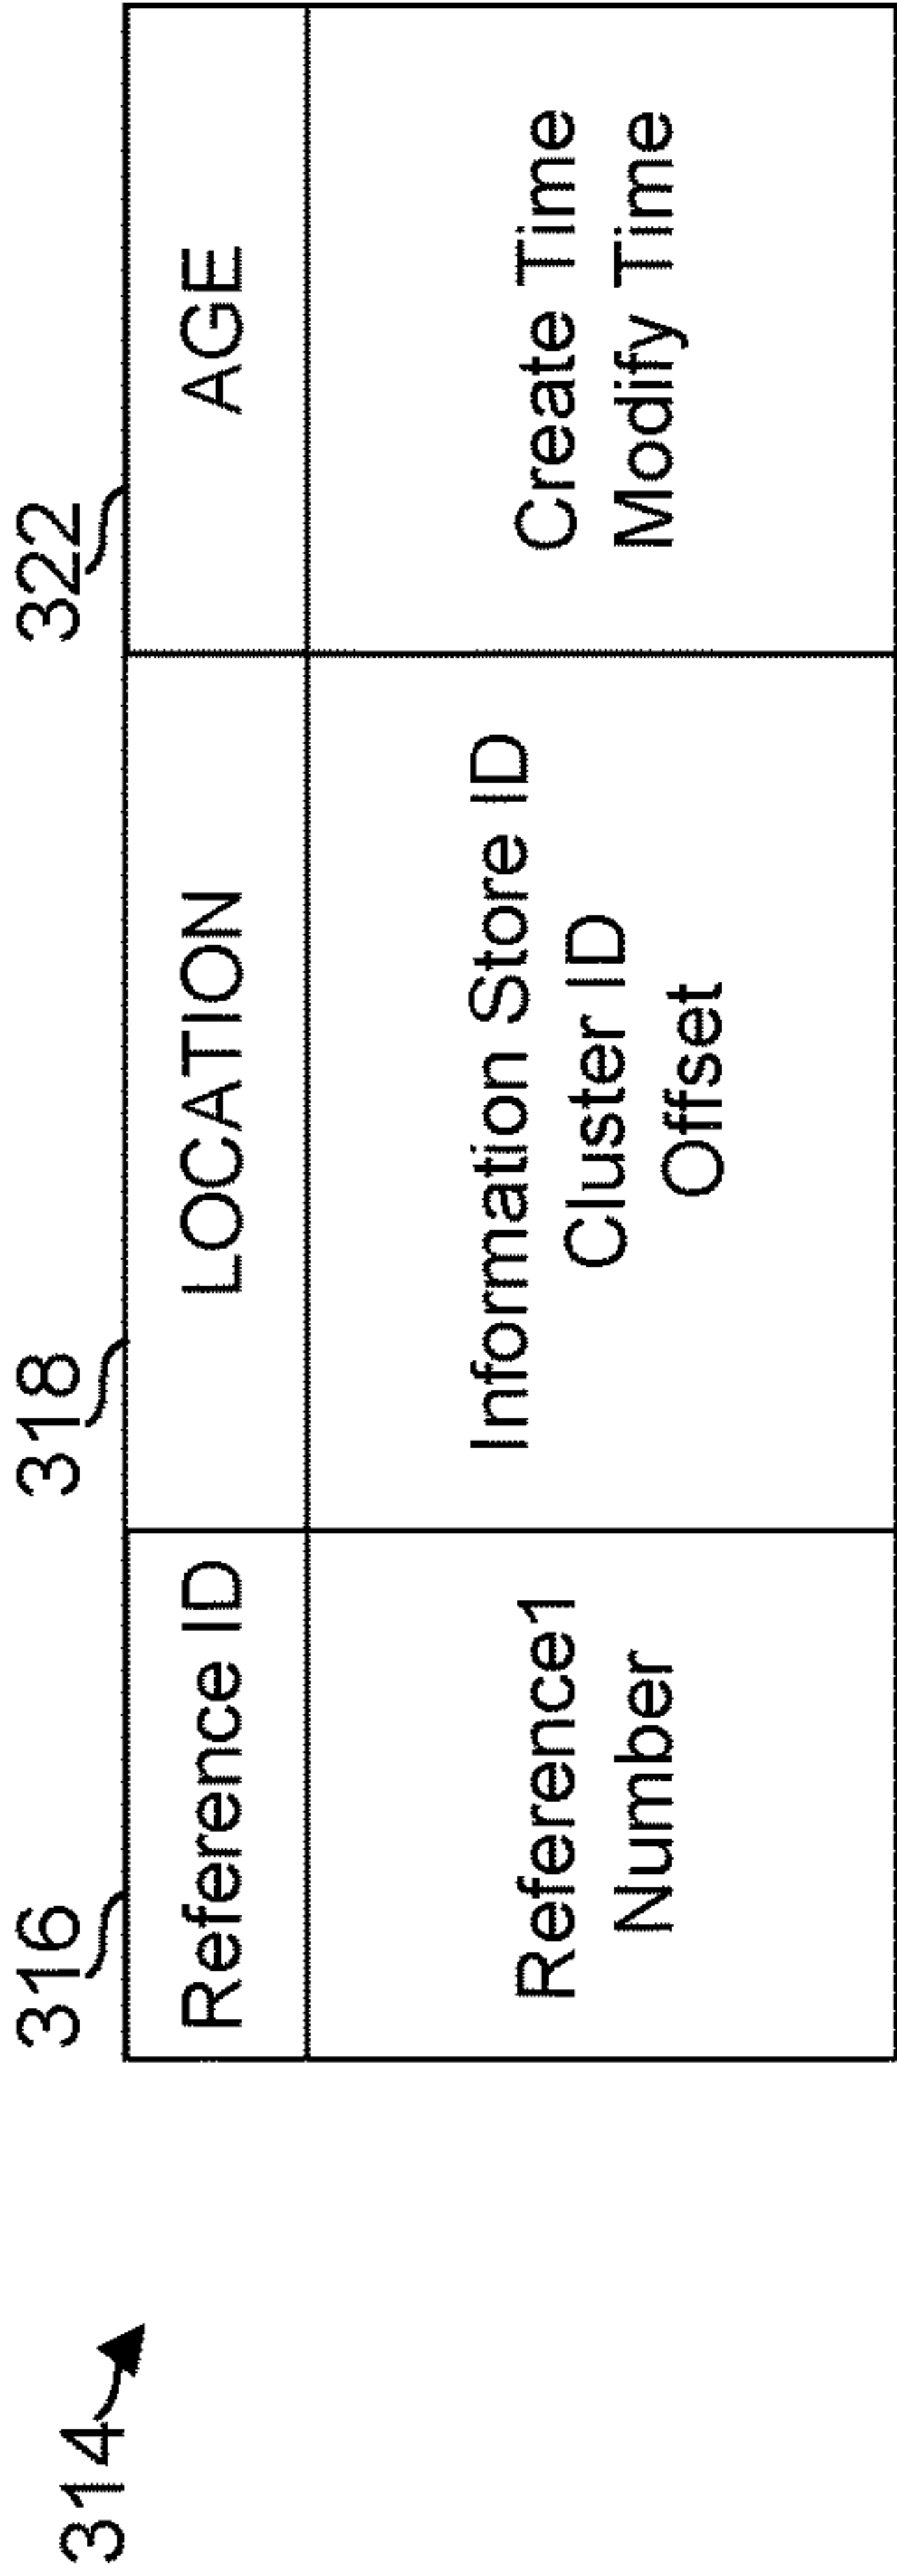 314
316
318
322
Reference ID
LOCATION
AGE
Reference1
Number
Information Store ID
Cluster ID
Offset
Create Time
Modify Time